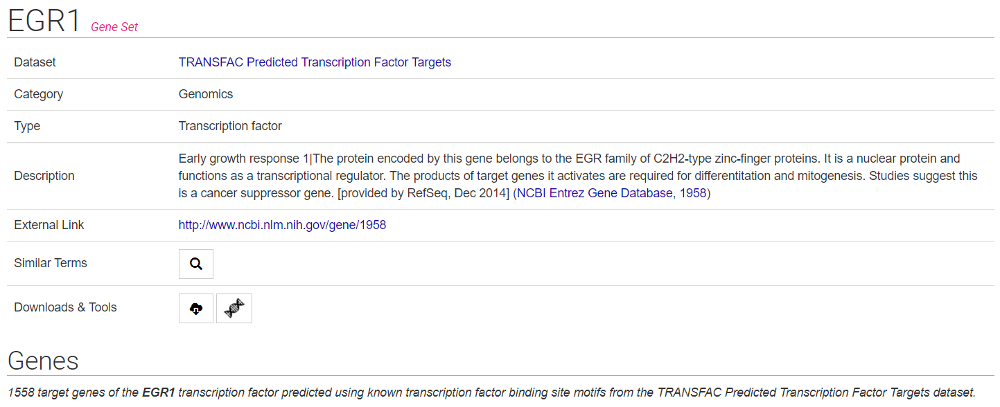 EGR1 Gene Set
Dataset TRANSFAC Predicted Transcription Factor Targets
Category Genomics
Type Transcription factor
Early growth response 1|The protein encoded by this gene belongs to the EGR family of C2H2-type zinc-finger proteins. It is a nuclear protein and
Description functions as a transcriptional regulator. The products of target genes it activates are required for differentitation and mitogenesis. Studies suggest this
is a cancer suppressor gene. [provided by RefSeq, Dec 2014] (NCBI Entrez Gene Database, 1958)
External Link http://www.ncbi.nlm.nih.gov/gene/1958
Similar Terms
Downloads & Tools
Genes
1558 target genes of the EGR1 transcription factor predicted using known transcription factor binding site motifs from the TRANSFAC Predicted Transcription Factor Targets dataset.